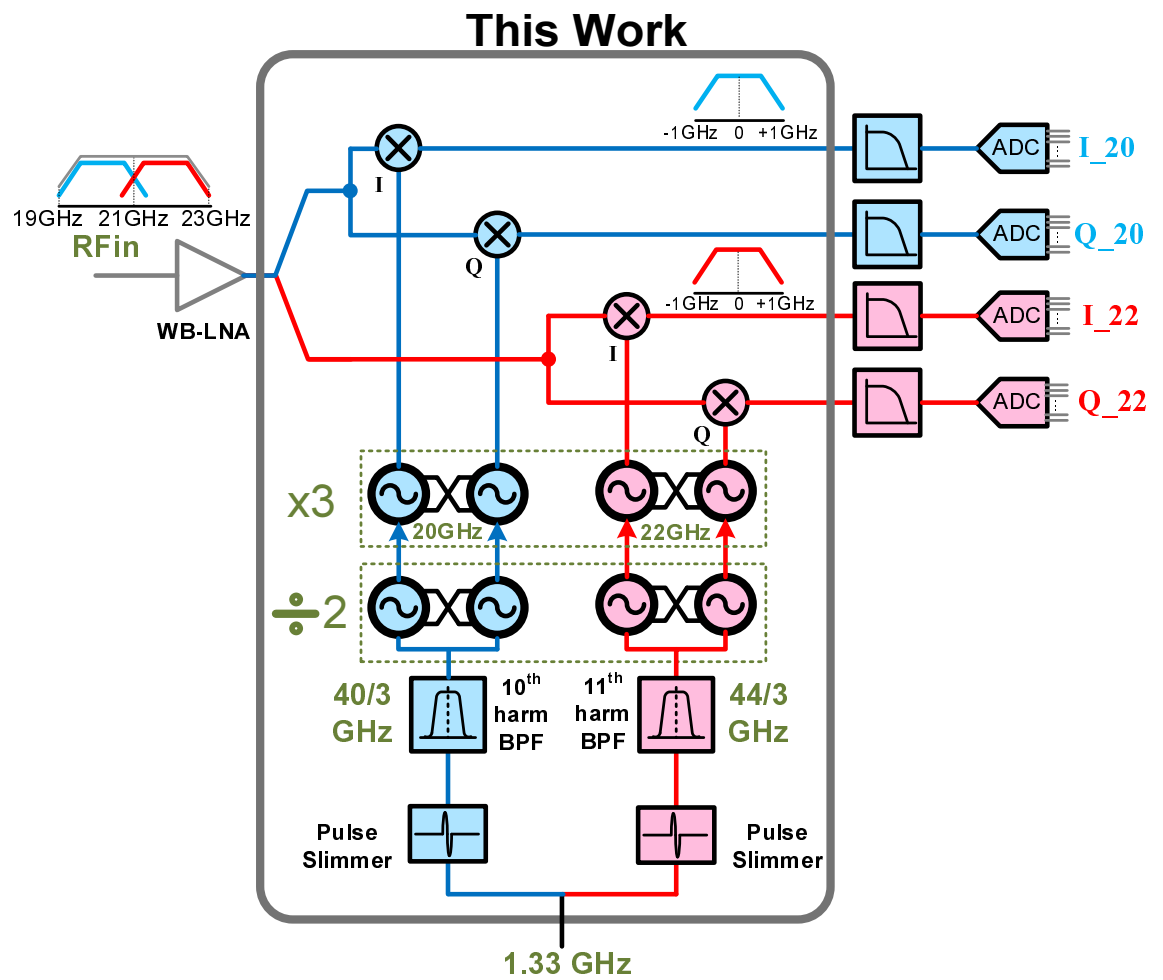 This Work
-1GHz 0 +1GHz
ADC
I_20
I
19GHz 21GHz 23GHz
RFin
WB-LNA
ADC
Q_20
Q
-1GHz 0 +1GHz
ADC
I_22
I
ADC
Q_22
Q
x3
20GHz
22GHz
÷2
40/3
GHz
10th
harm
BPF
11th
harm
BPF
44/3
GHz
Pulse
Slimmer
Pulse
Slimmer
1.33 GHz